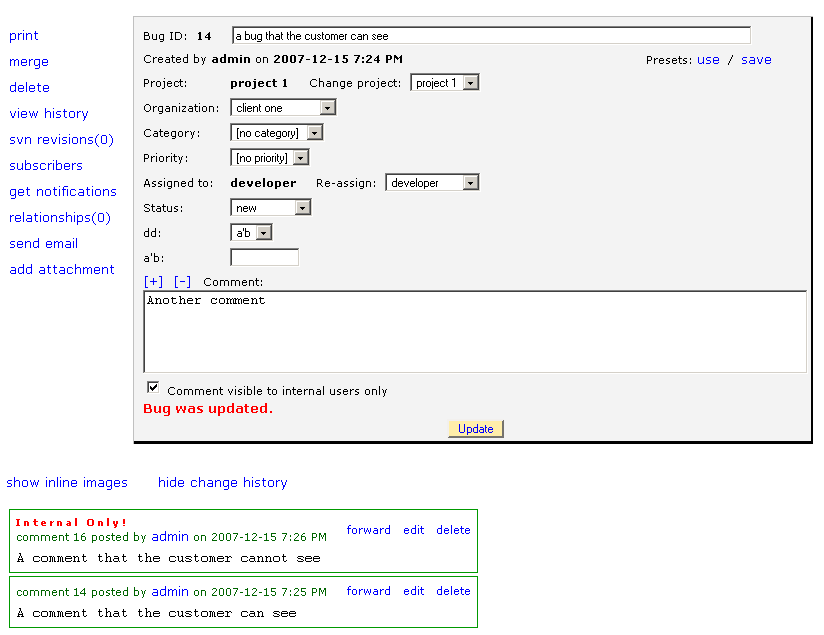 print
merge
delete
view history
svn revisions(0)
subscribers
get notifications
relationships(0)
send email
add attachment
Bug ID: 14 a bug that the customer can see
Created by admin on 2007-12-15 7:24 PM Presets: use / save
Project: project 1 Change project: project 1
Organization: client one
Category: [no category]
Priority: [no priority]
Assigned to: developer Re-assign: developer
Status: new
dd: a'b
a'b:
[+] [-] Comment:
Another comment
Comment visible to internal users only
Bug was updated.
Update
show inline images hide change history
Internal Only!
comment 16 posted by admin on 2007-12-15 7:26 PM forward edit delete
A comment that the customer cannot see
comment 14 posted by admin on 2007-12-15 7:25 PM forward edit delete
A comment that the customer can see